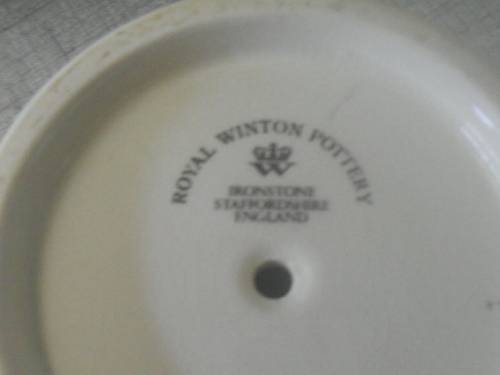 ROYAL WINTON POTTERY
W
IRONSTONE
STAFFORDSHIRE
ENGLAND